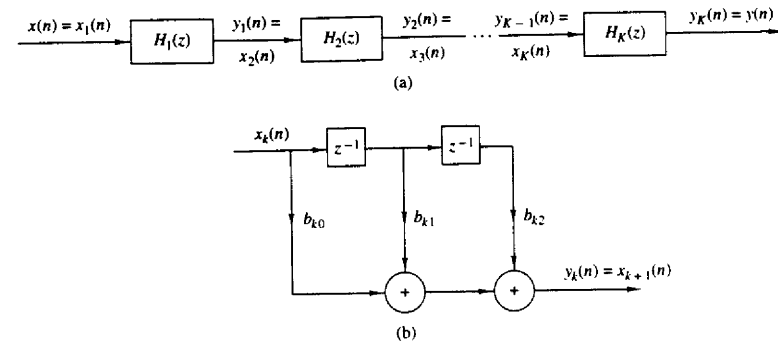 x(n) = x₁(n) y₁(n) = y₂(n) = y_{K−1}(n) = y_K(n) = y(n)
H₁(z) H₂(z) ··· H_K(z)
x₂(n) x₃(n) x_K(n)
(a)
x_k(n)
z⁻¹ z⁻¹
b_{k0} b_{k1} b_{k2}
y_k(n) = x_{k+1}(n)
+ +
(b)